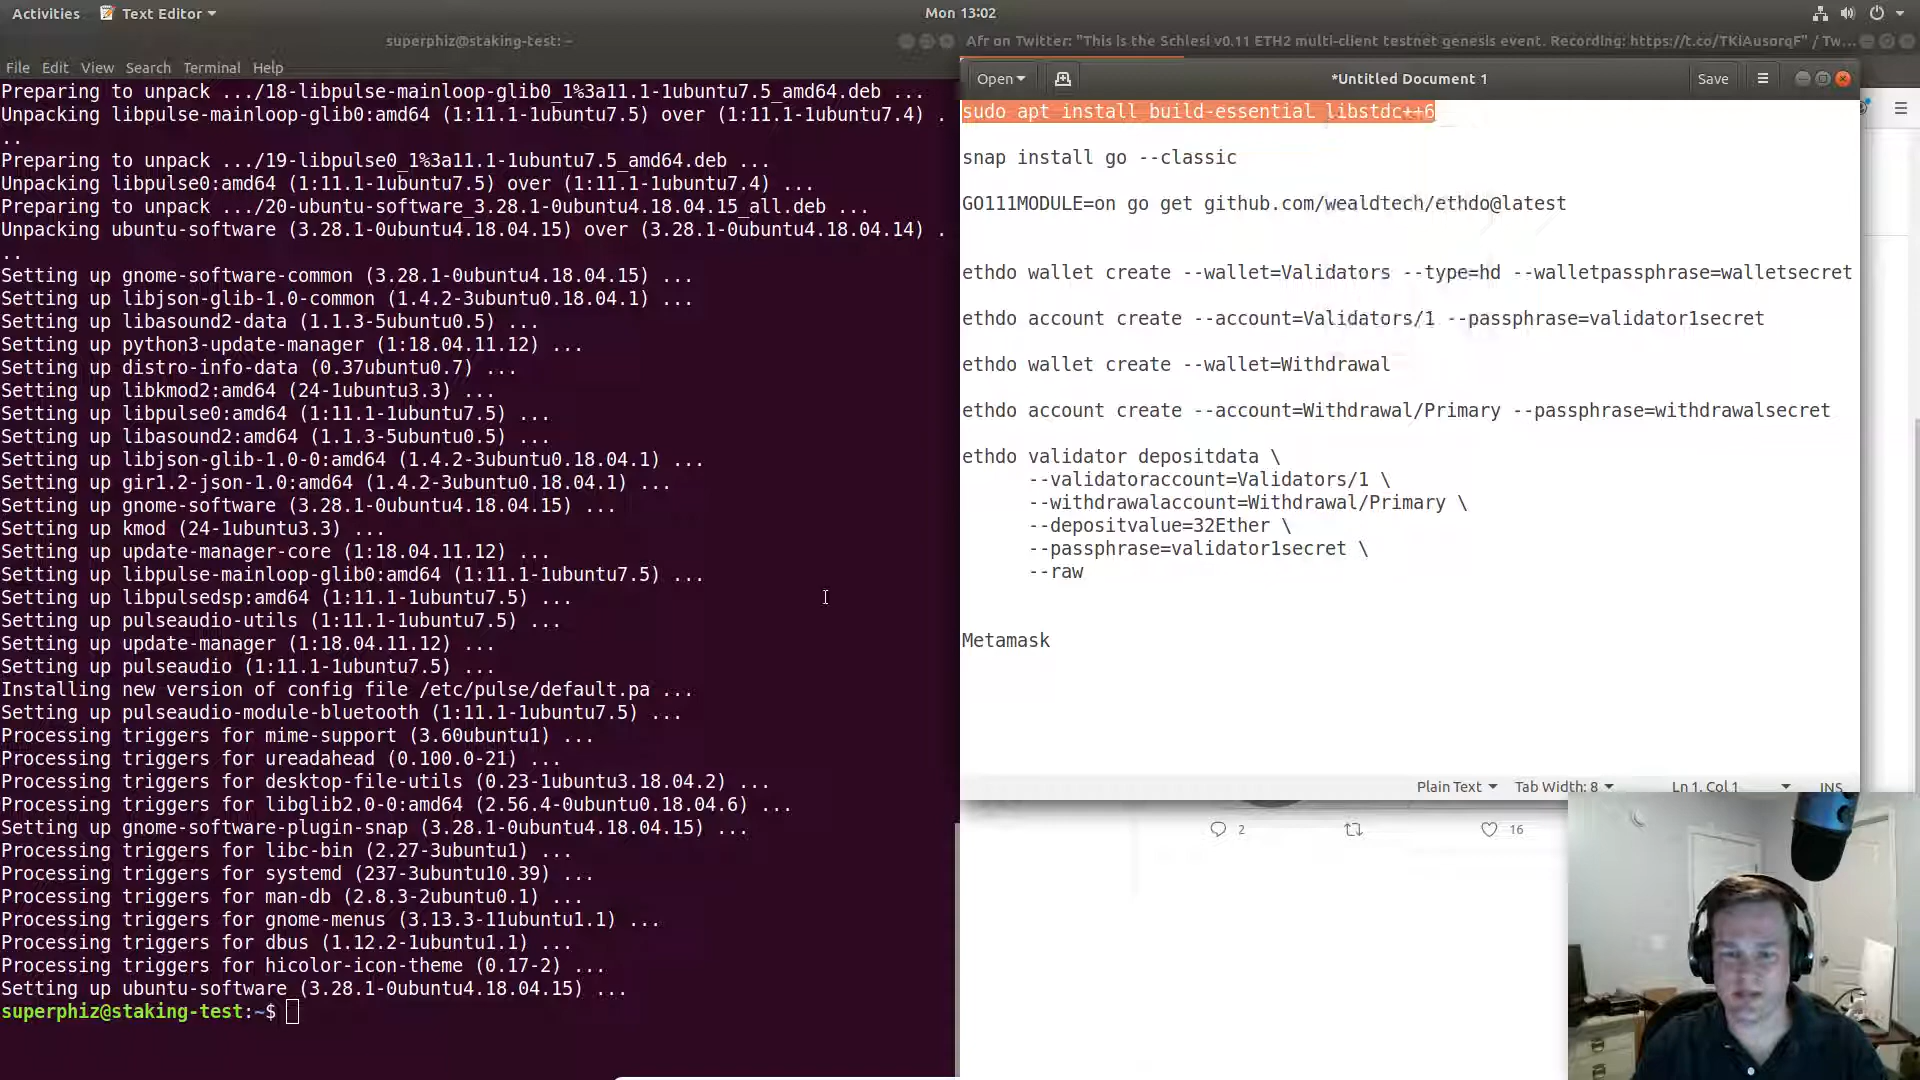 Activities
Text Editor
Mon 13:02
superphiz@staking-test: ~
File Edit View Search Terminal Help
Preparing to unpack .../18-libpulse-mainloop-glib0_1%3a11.1-1ubuntu7.5_amd64.deb ...
Unpacking libpulse-mainloop-glib0:amd64 (1:11.1-1ubuntu7.5) over (1:11.1-1ubuntu7.4) .
..
Preparing to unpack .../19-libpulse0_1%3a11.1-1ubuntu7.5_amd64.deb ...
Unpacking libpulse0:amd64 (1:11.1-1ubuntu7.5) over (1:11.1-1ubuntu7.4) ...
Preparing to unpack .../20-ubuntu-software_3.28.1-0ubuntu4.18.04.15_all.deb ...
Unpacking ubuntu-software (3.28.1-0ubuntu4.18.04.15) over (3.28.1-0ubuntu4.18.04.14) .
..
Setting up gnome-software-common (3.28.1-0ubuntu4.18.04.15) ...
Setting up libjson-glib-1.0-common (1.4.2-3ubuntu0.18.04.1) ...
Setting up libasound2-data (1.1.3-5ubuntu0.5) ...
Setting up python3-update-manager (1:18.04.11.12) ...
Setting up distro-info-data (0.37ubuntu0.7) ...
Setting up libkmod2:amd64 (24-1ubuntu3.3) ...
Setting up libpulse0:amd64 (1:11.1-1ubuntu7.5) ...
Setting up libasound2:amd64 (1.1.3-5ubuntu0.5) ...
Setting up libjson-glib-1.0-0:amd64 (1.4.2-3ubuntu0.18.04.1) ...
Setting up gir1.2-json-1.0:amd64 (1.4.2-3ubuntu0.18.04.1) ...
Setting up gnome-software (3.28.1-0ubuntu4.18.04.15) ...
Setting up kmod (24-1ubuntu3.3) ...
Setting up update-manager-core (1:18.04.11.12) ...
Setting up libpulse-mainloop-glib0:amd64 (1:11.1-1ubuntu7.5) ...
Setting up libpulsedsp:amd64 (1:11.1-1ubuntu7.5) ...
Setting up pulseaudio-utils (1:11.1-1ubuntu7.5) ...
Setting up update-manager (1:18.04.11.12) ...
Setting up pulseaudio (1:11.1-1ubuntu7.5) ...
Installing new version of config file /etc/pulse/default.pa ...
Setting up pulseaudio-module-bluetooth (1:11.1-1ubuntu7.5) ...
Processing triggers for mime-support (3.60ubuntu1) ...
Processing triggers for ureadahead (0.100.0-21) ...
Processing triggers for desktop-file-utils (0.23-1ubuntu3.18.04.2) ...
Processing triggers for libglib2.0-0:amd64 (2.56.4-0ubuntu0.18.04.6) ...
Setting up gnome-software-plugin-snap (3.28.1-0ubuntu4.18.04.15) ...
Processing triggers for libc-bin (2.27-3ubuntu1) ...
Processing triggers for systemd (237-3ubuntu10.39) ...
Processing triggers for man-db (2.8.3-2ubuntu0.1) ...
Processing triggers for gnome-menus (3.13.3-11ubuntu1.1) ...
Processing triggers for dbus (1.12.2-1ubuntu1.1) ...
Processing triggers for hicolor-icon-theme (0.17-2) ...
Setting up ubuntu-software (3.28.1-0ubuntu4.18.04.15) ...
superphiz@staking-test:~$
Afr on Twitter: "This is the Schlesi v0.11 ETH2 multi-client testnet genesis event. Recording: https://t.co/TKiAusorqF" / Tw...
Open
*Untitled Document 1
Save
sudo apt install build-essential libstdc++6
snap install go --classic
GO111MODULE=on go get github.com/wealdtech/ethdo@latest
ethdo wallet create --wallet=Validators --type=hd --walletpassphrase=walletsecret
ethdo account create --account=Validators/1 --passphrase=validator1secret
ethdo wallet create --wallet=Withdrawal
ethdo account create --account=Withdrawal/Primary --passphrase=withdrawalsecret
ethdo validator depositdata \
--validatoraccount=Validators/1 \
--withdrawalaccount=Withdrawal/Primary \
--depositvalue=32Ether \
--passphrase=validator1secret \
--raw
Metamask
Plain Text
Tab Width: 8
Ln 1, Col 1
INS
2
16